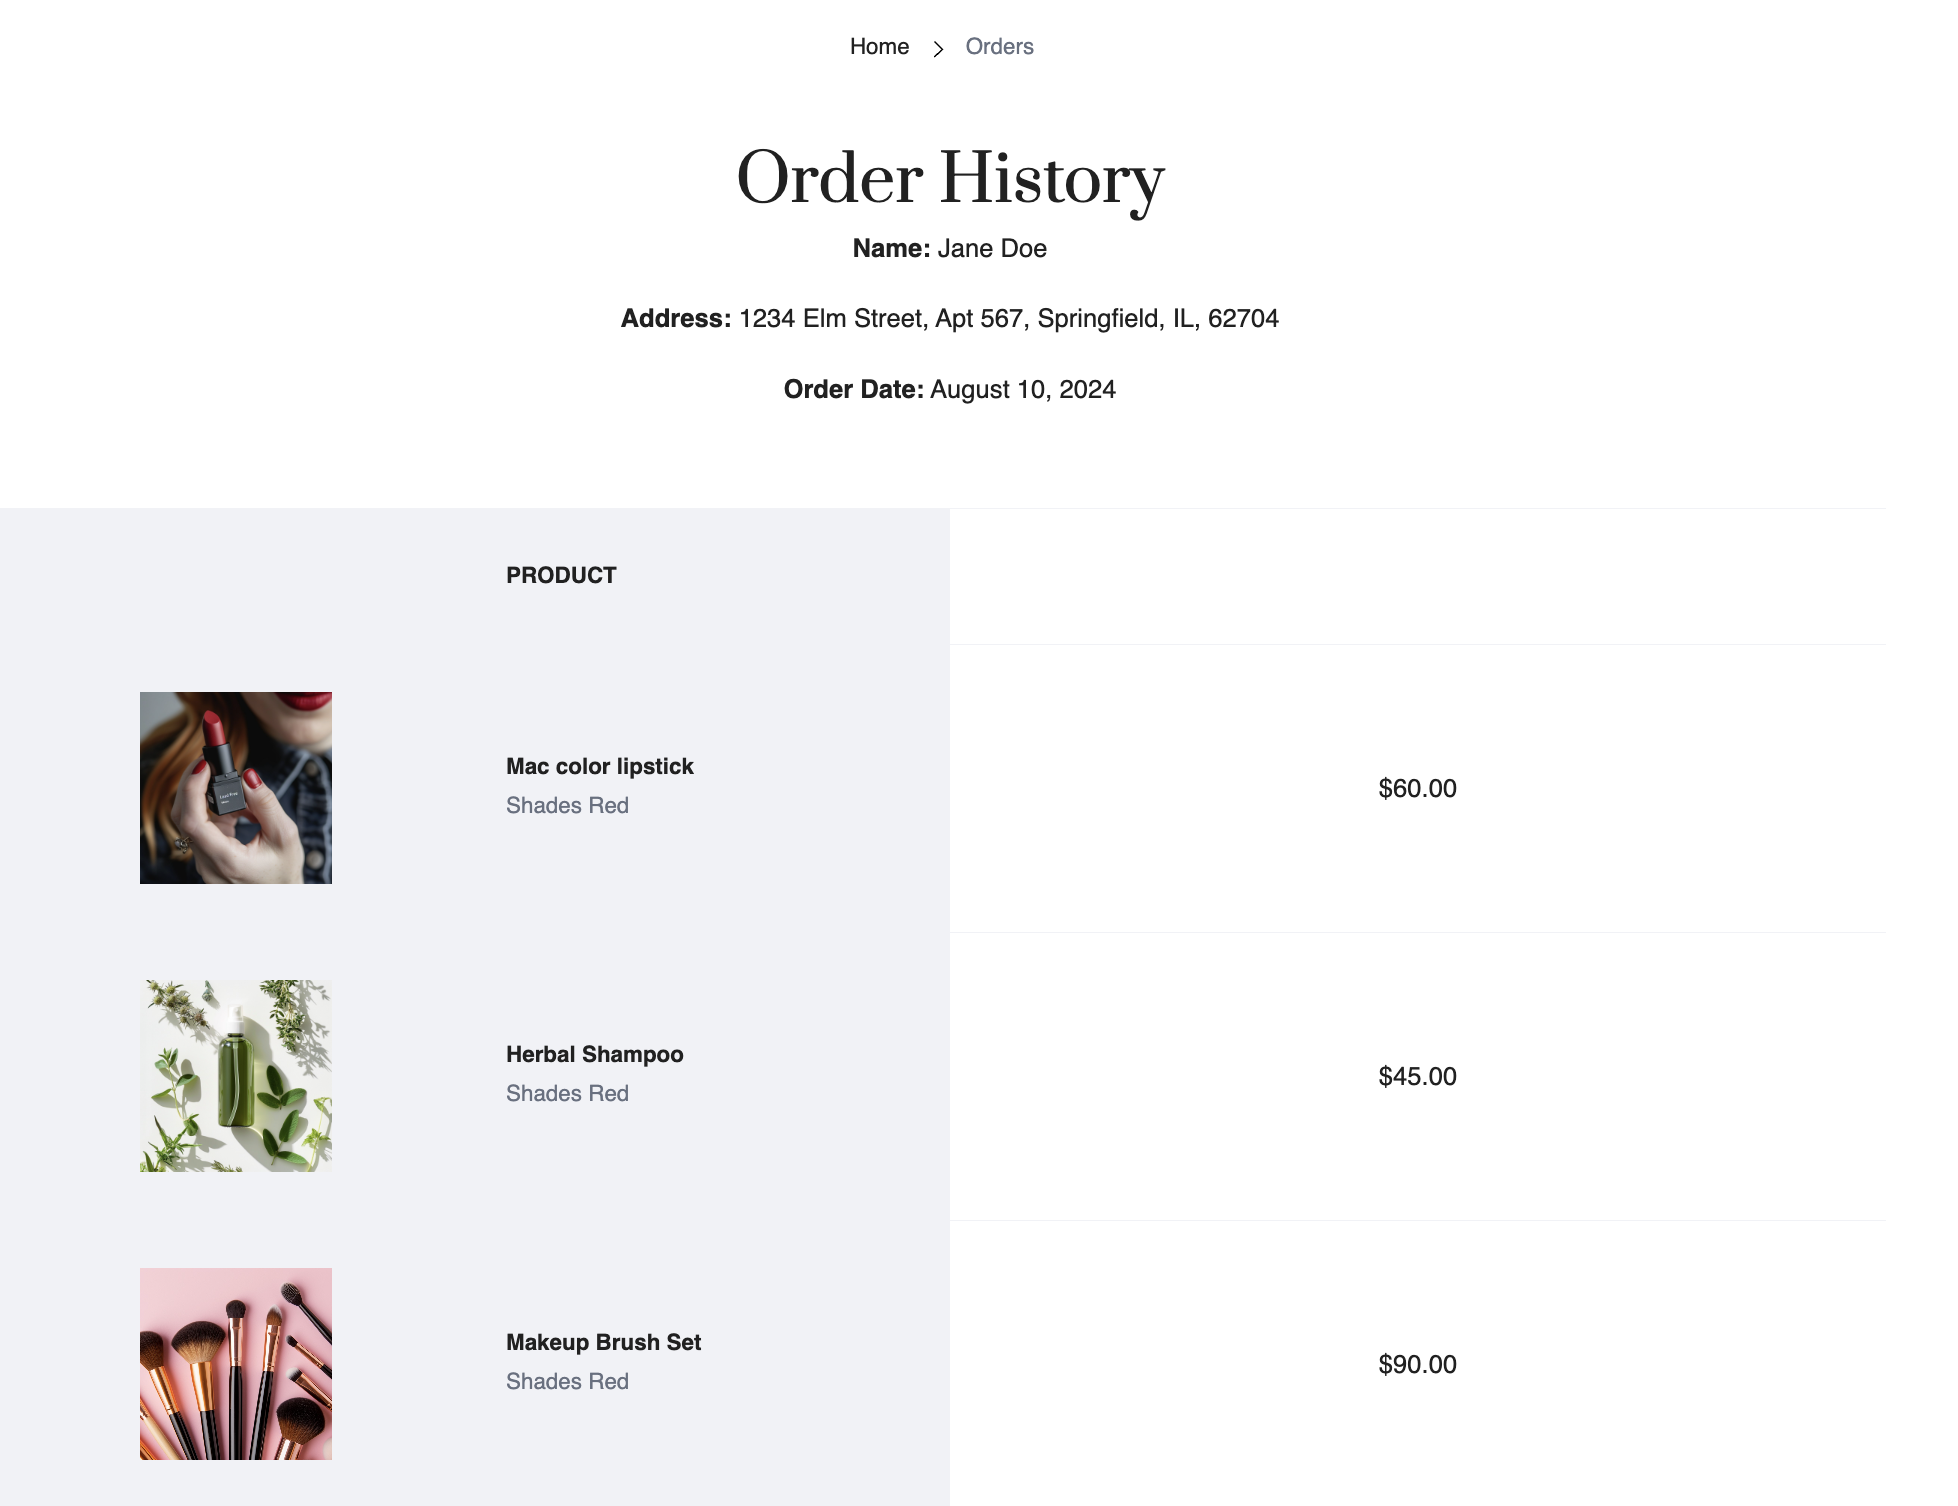 Home > Orders
Order History
Name: Jane Doe
Address: 1234 Elm Street, Apt 567, Springfield, IL, 62704
Order Date: August 10, 2024
PRODUCT
Mac color lipstick
Shades Red
$60.00
Herbal Shampoo
Shades Red
$45.00
Makeup Brush Set
Shades Red
$90.00